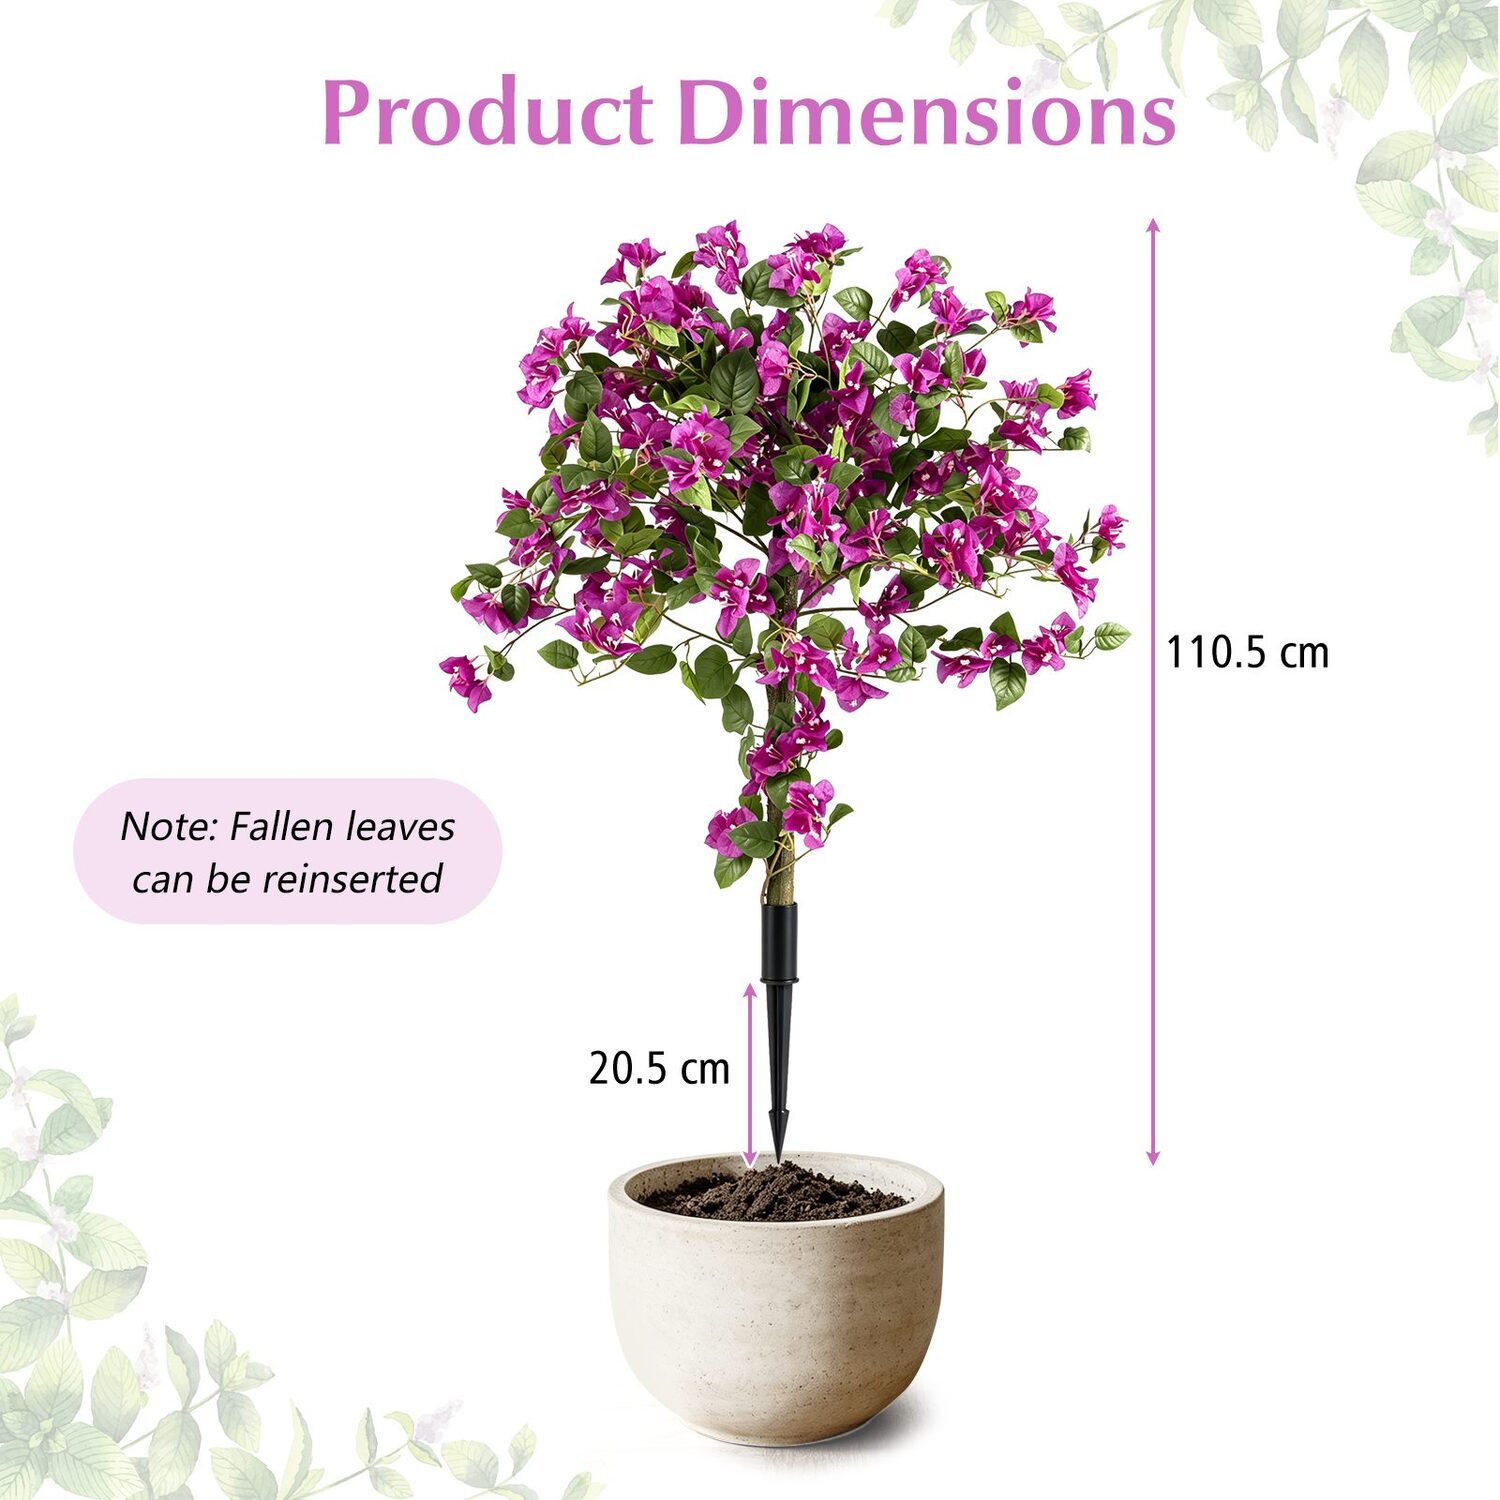 Product Dimensions
110.5 cm
Note: Fallen leaves
can be reinserted
20.5 cm